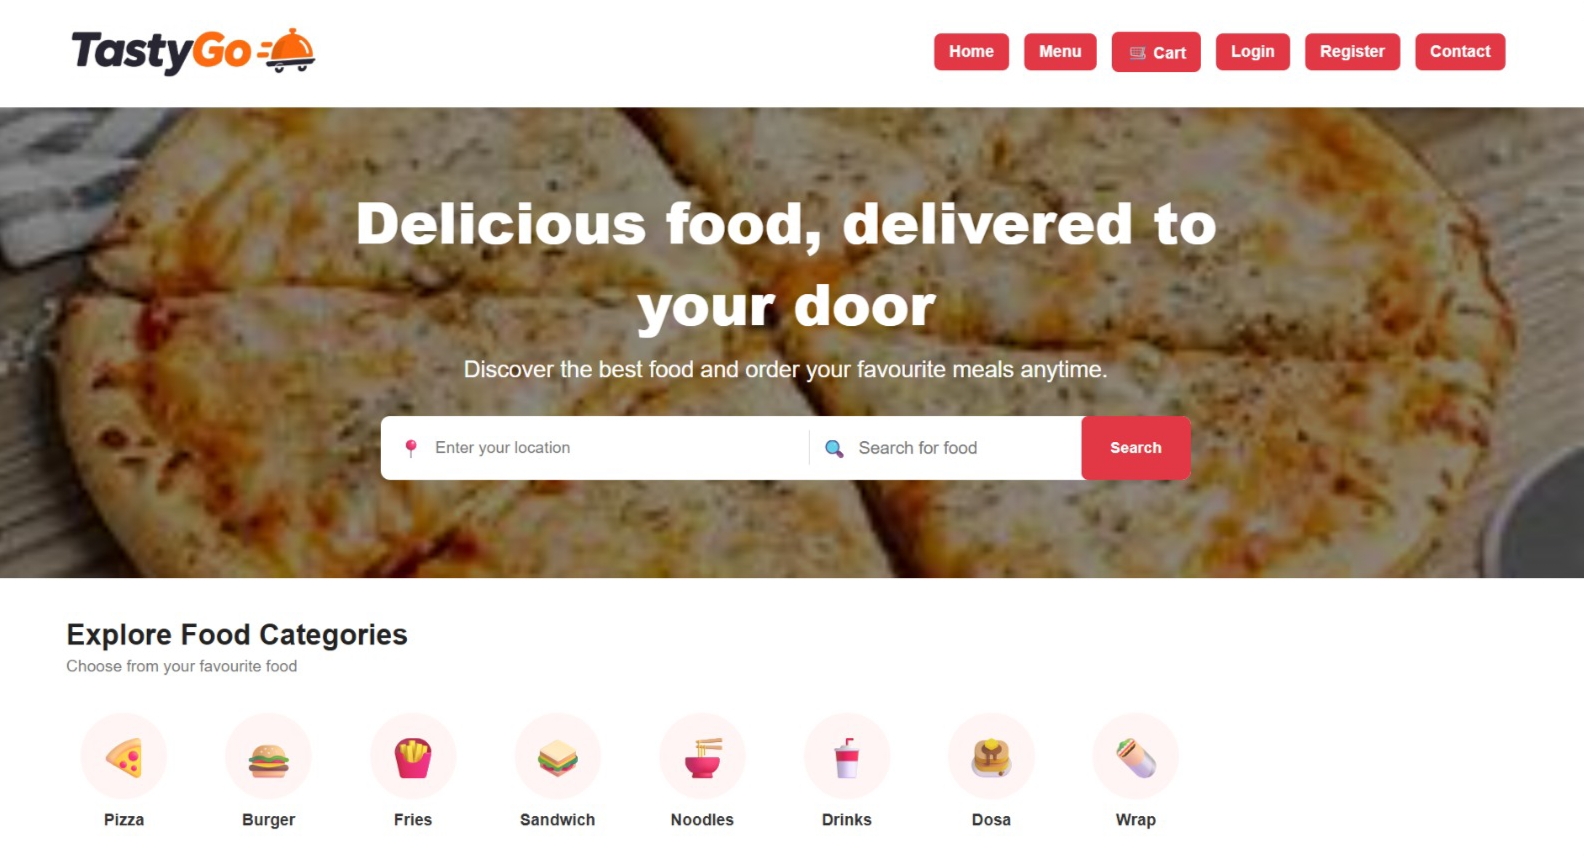 TastyGo
Home
Menu
Cart
Login
Register
Contact
Delicious food, delivered to
your door
Discover the best food and order your favourite meals anytime.
Enter your location
Search for food
Search
Explore Food Categories
Choose from your favourite food
Pizza
Burger
Fries
Sandwich
Noodles
Drinks
Dosa
Wrap